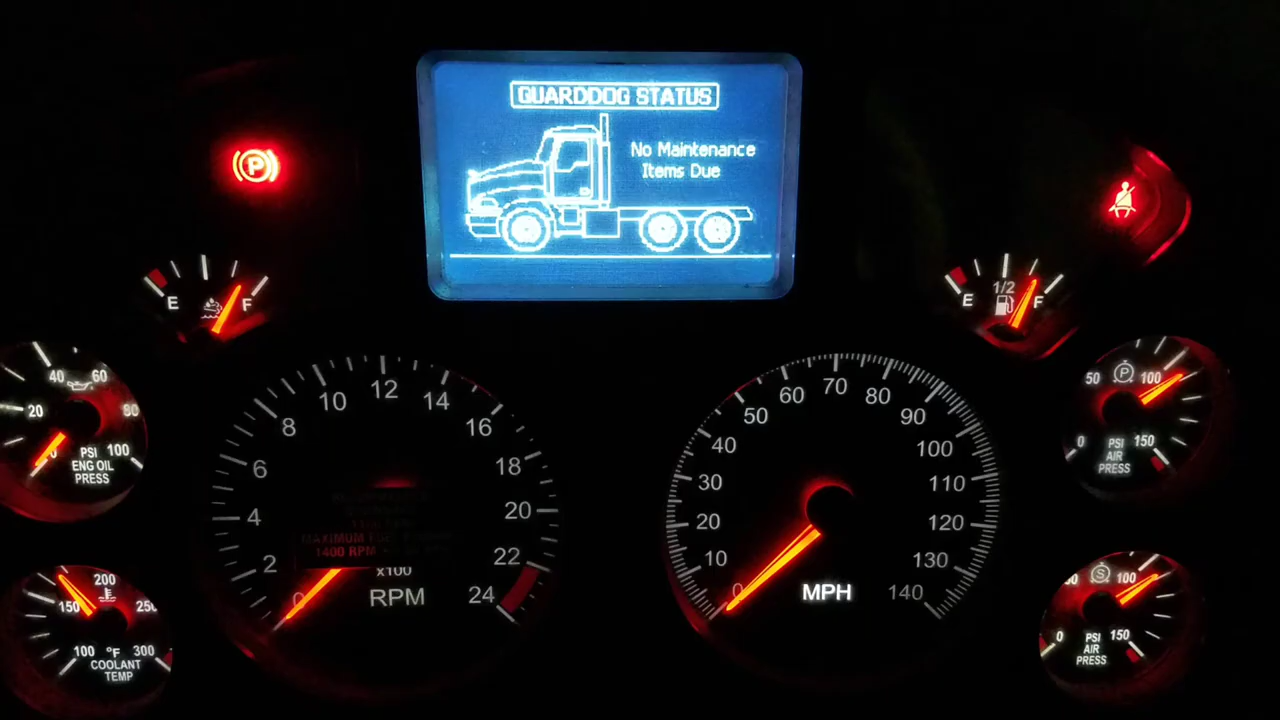 GUARDDOG STATUS
No Maintenance
Items Due
P
E
F
E
1/2
F
40
60
20
80
0
100
PSI
ENG OIL
PRESS
12
10
14
8
16
6
18
4
20
2
22
0
24
MAXIMUM
1400 RPM
x100
RPM
70
60
80
50
90
40
100
30
110
20
120
10
130
0
140
MPH
50
P
100
0
150
PSI
AIR
PRESS
200
150
250
100
°F
300
COOLANT
TEMP
S
100
0
PSI
150
AIR
PRESS